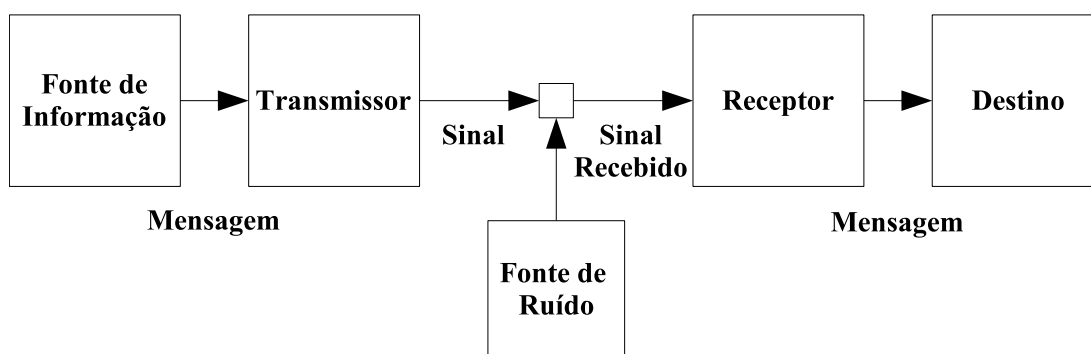 Fonte de
Informação
Transmissor
Sinal
Sinal
Recebido
Receptor
Destino
Mensagem
Mensagem
Fonte de
Ruído